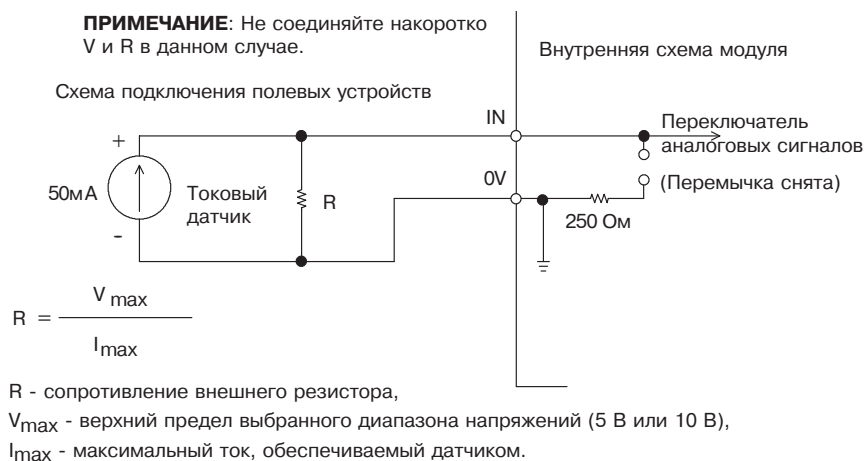 ПРИМЕЧАНИЕ: Не соединяйте накоротко
V и R в данном случае.
Внутренняя схема модуля
Схема подключения полевых устройств
IN
Переключатель
аналоговых сигналов
+
0V
(Перемычка снята)
50мА
Токовый
датчик
R
250 Ом
-
R = V max
I max
R - сопротивление внешнего резистора,
Vmax - верхний предел выбранного диапазона напряжений (5 В или 10 В),
Imax - максимальный ток, обеспечиваемый датчиком.